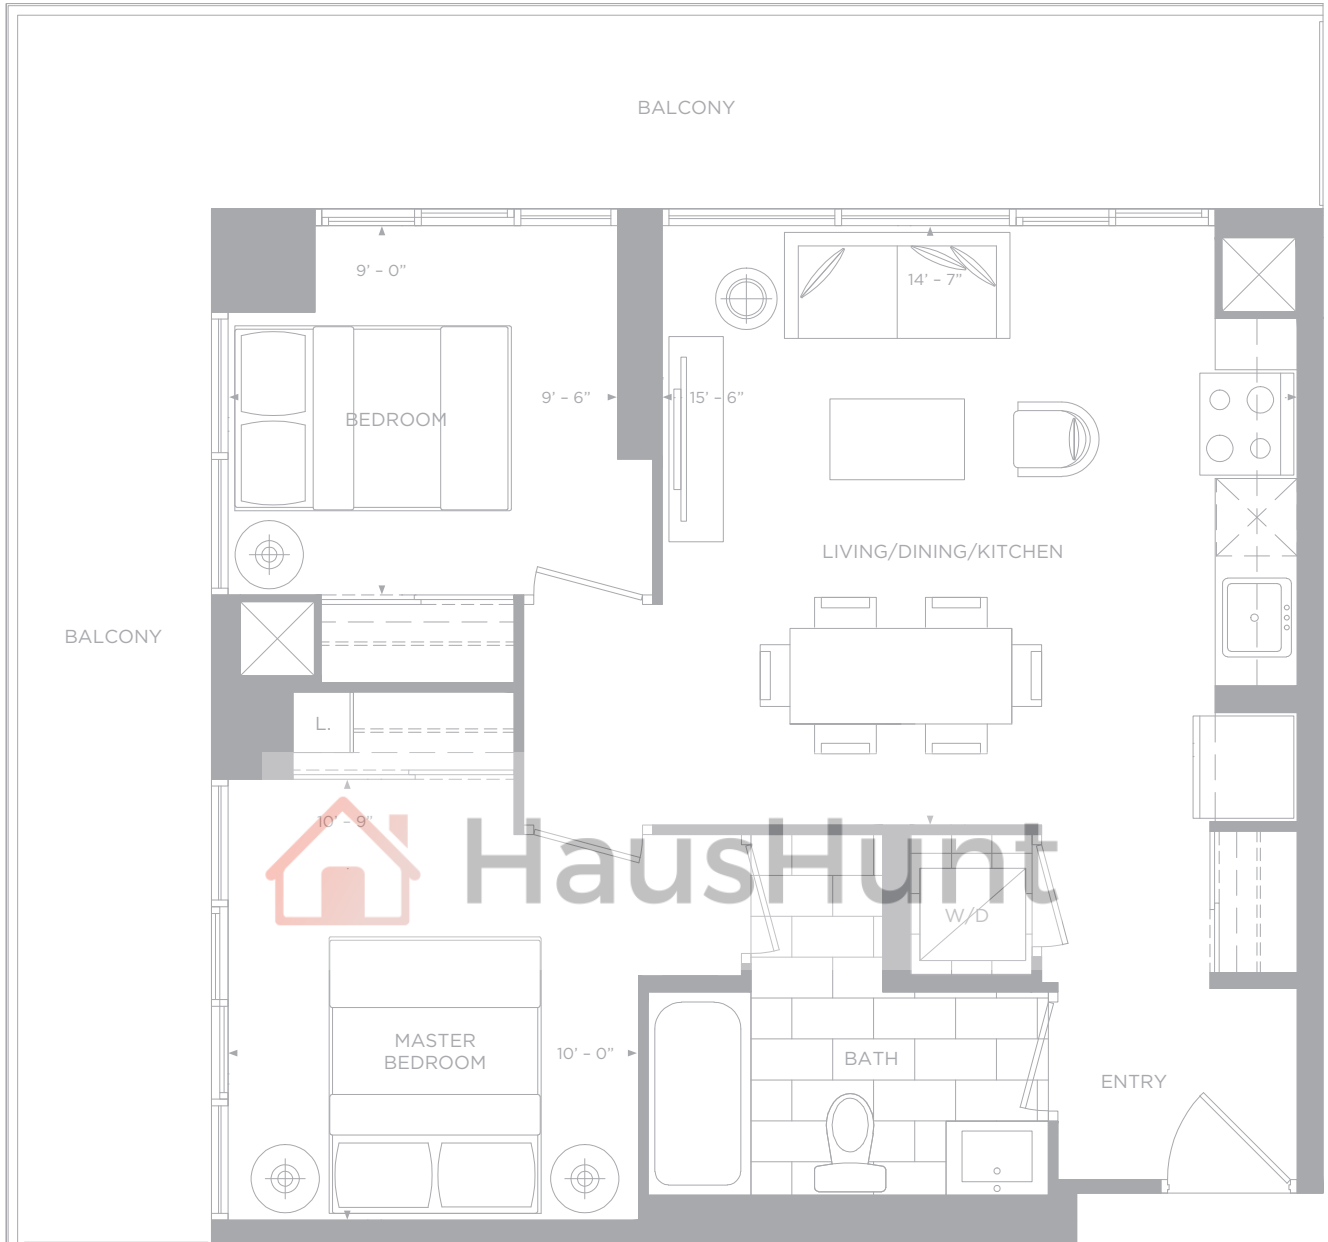 BALCONY
9' - 0"
14' - 7"
9' - 6"
15' - 6"
BEDROOM
LIVING/DINING/KITCHEN
BALCONY
L.
10' - 9"
HausHunt
W/D
MASTER
BEDROOM
10' - 0"
BATH
ENTRY